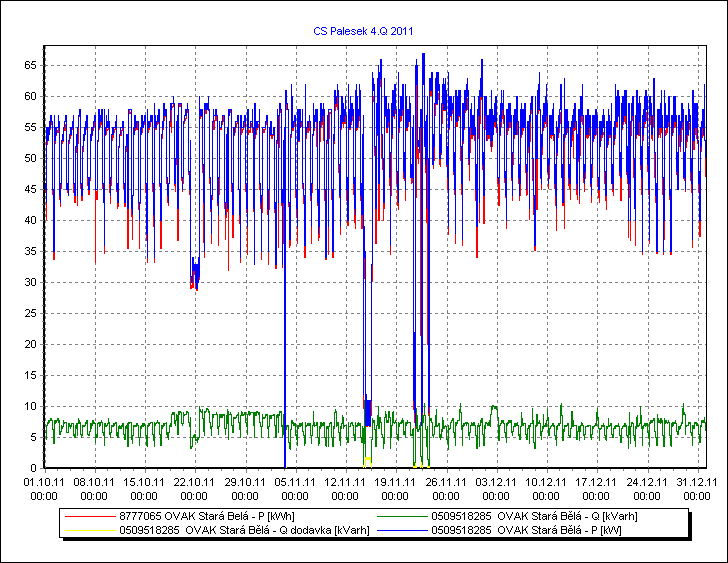 CS Palesek 4.Q 2011
65
60
55
50
45
40
35
30
25
20
15
10
5
0
01.10.11 08.10.11 15.10.11 22.10.11 29.10.11 05.11.11 12.11.11 19.11.11 26.11.11 03.12.11 10.12.11 17.12.11 24.12.11 31.12.11
00:00 00:00 00:00 00:00 00:00 00:00 00:00 00:00 00:00 00:00 00:00 00:00 00:00 00:00
8777065 OVAK Stará Belá - P [kWh] 0509518285 OVAK Stará Bělá - Q [kVarh]
0509518285 OVAK Stará Bělá - Q dodavka [kVarh] 0509518285 OVAK Stará Bělá - P [kW]